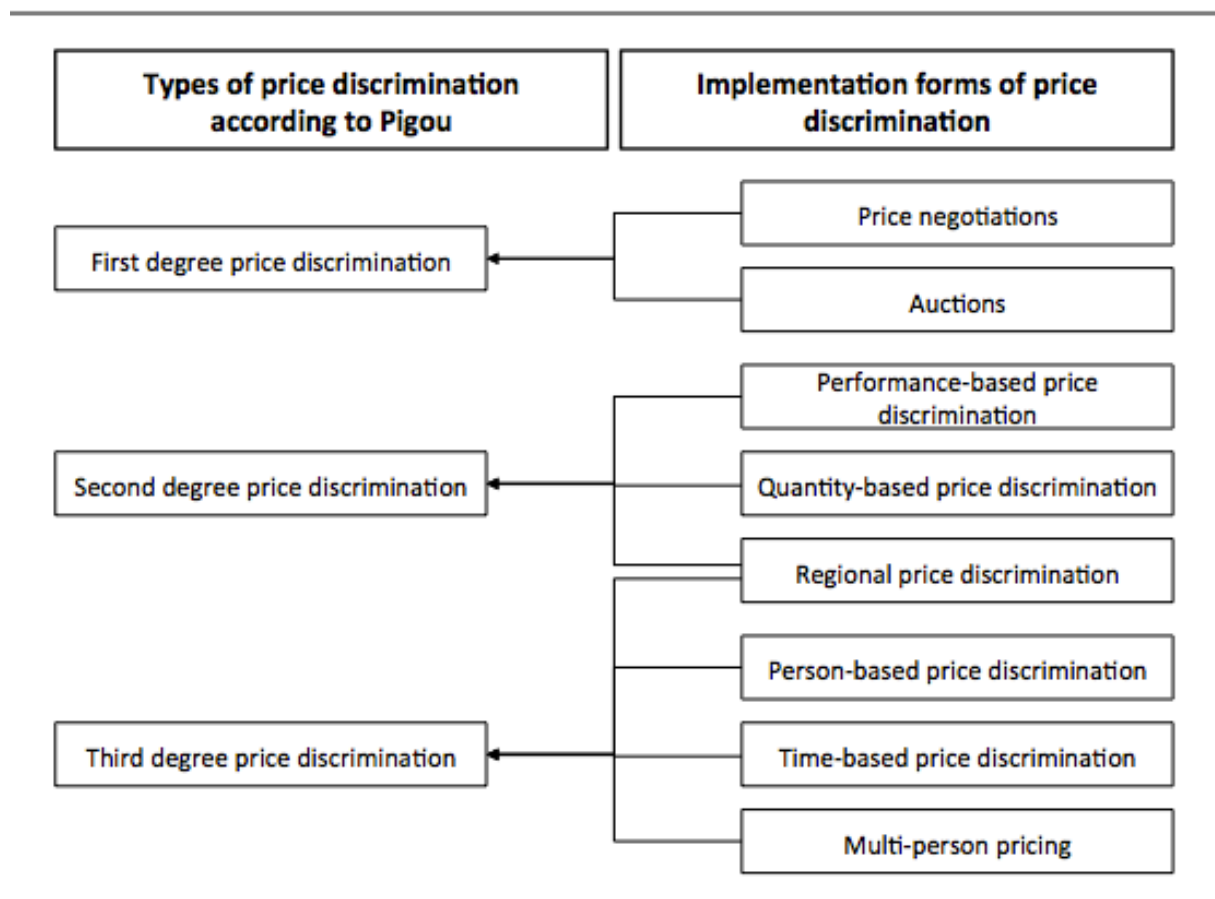 Types of price discrimination
according to Pigou
Implementation forms of price
discrimination
First degree price discrimination
Price negotiations
Auctions
Second degree price discrimination
Performance-based price
discrimination
Quantity-based price discrimination
Regional price discrimination
Third degree price discrimination
Person-based price discrimination
Time-based price discrimination
Multi-person pricing